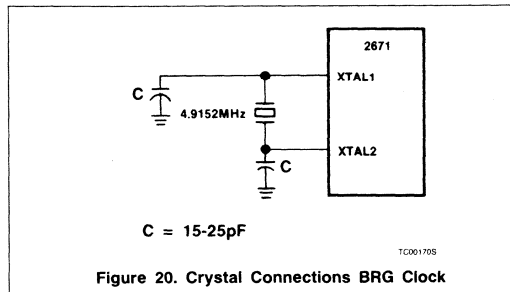 2671
XTAL1
C
4.9152MHz
XTAL2
C
C = 15-25pF
TC00170S
Figure 20. Crystal Connections BRG Clock